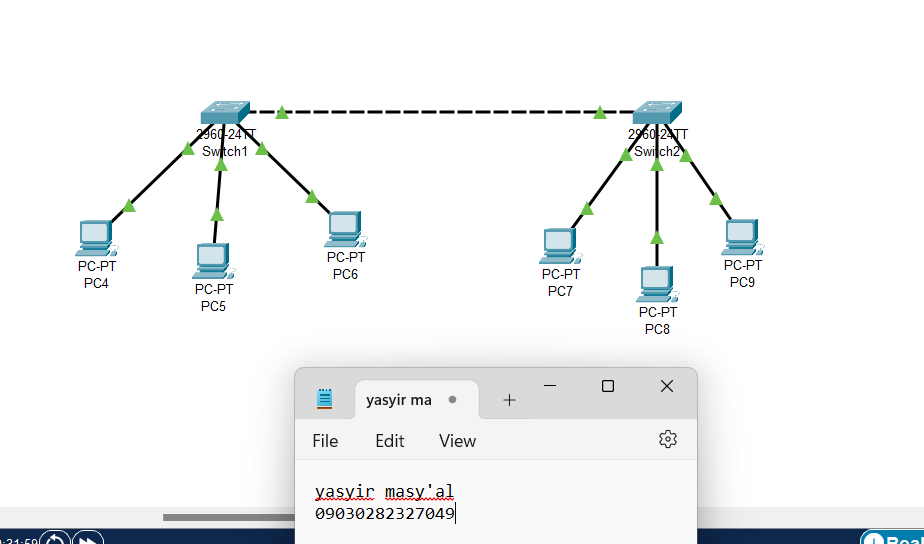 2960-24TT
Switch1
2960-24TT
Switch2
PC-PT
PC4
PC-PT
PC5
PC-PT
PC6
PC-PT
PC7
PC-PT
PC8
PC-PT
PC9
yasyir ma
File Edit View
yasyir masy'al
09030282327049